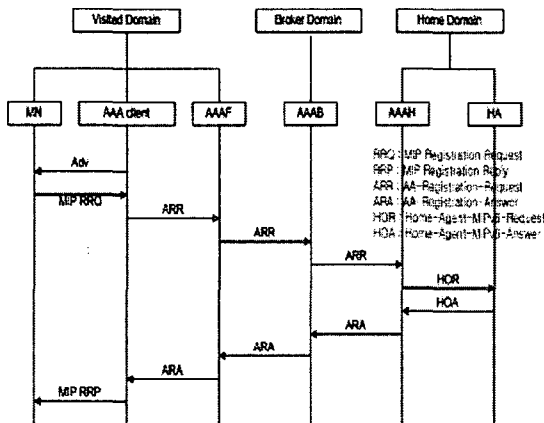 Visited Domain
Broker Domain
Home Domain
MN
AAA client
AAAF
AAAB
AAAH
HA
RRQ : MIP Registration Request
RRP : MIP Registration Reply
ARR : AA-Registration-Request
ARA : AA-Registration-Answer
HOR : Home-Agent-MIPv6-Request
HOA : Home-Agent-MIPv6-Answer
Adv
MIP RRQ
ARR
ARR
ARR
HOR
HOA
ARA
ARA
ARA
MIP RRP